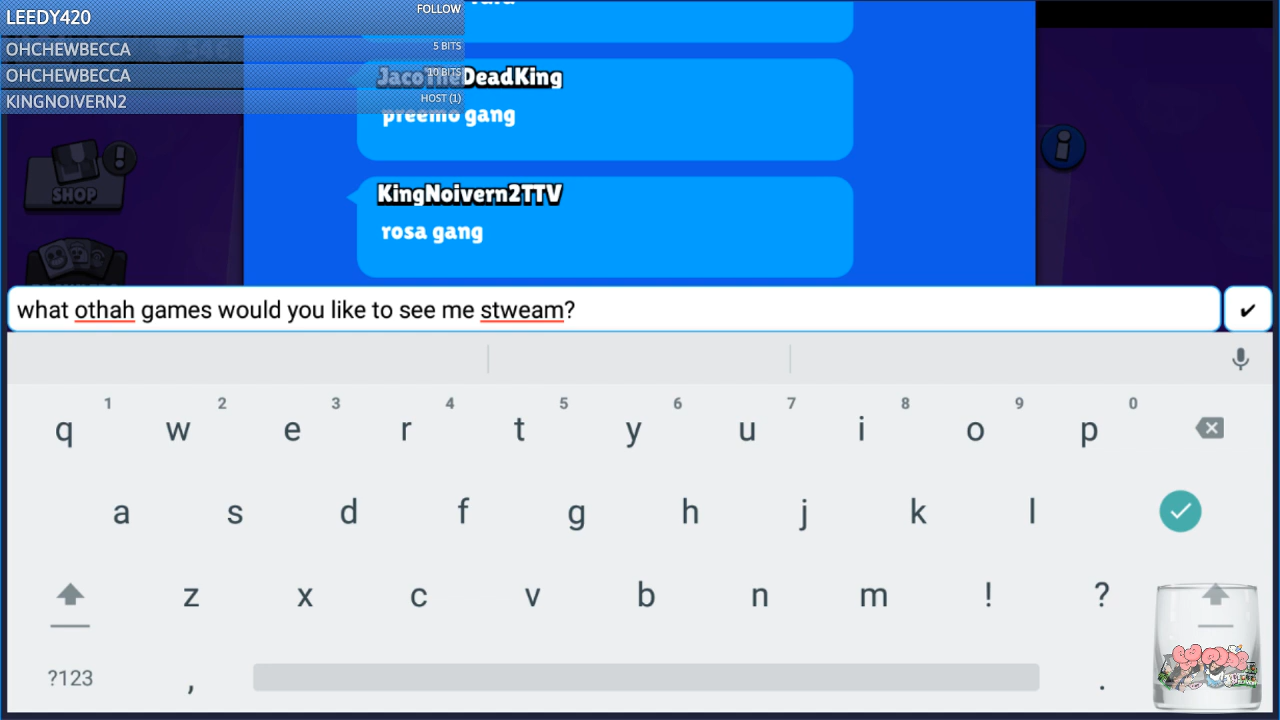 LEEDY420
FOLLOW
OHCHEWBECCA
5 BITS
OHCHEWBECCA
10 BITS
KINGNOIVERN2
HOST (1)
JacoTheDeadKing
preemo gang
KingNoivern2TTV
rosa gang
SHOP
what othah games would you like to see me stweam?
1 2 3 4 5 6 7 8 9 0
q w e r t y u i o p
a s d f g h j k l
z x c v b n m ! ?
?123 , .